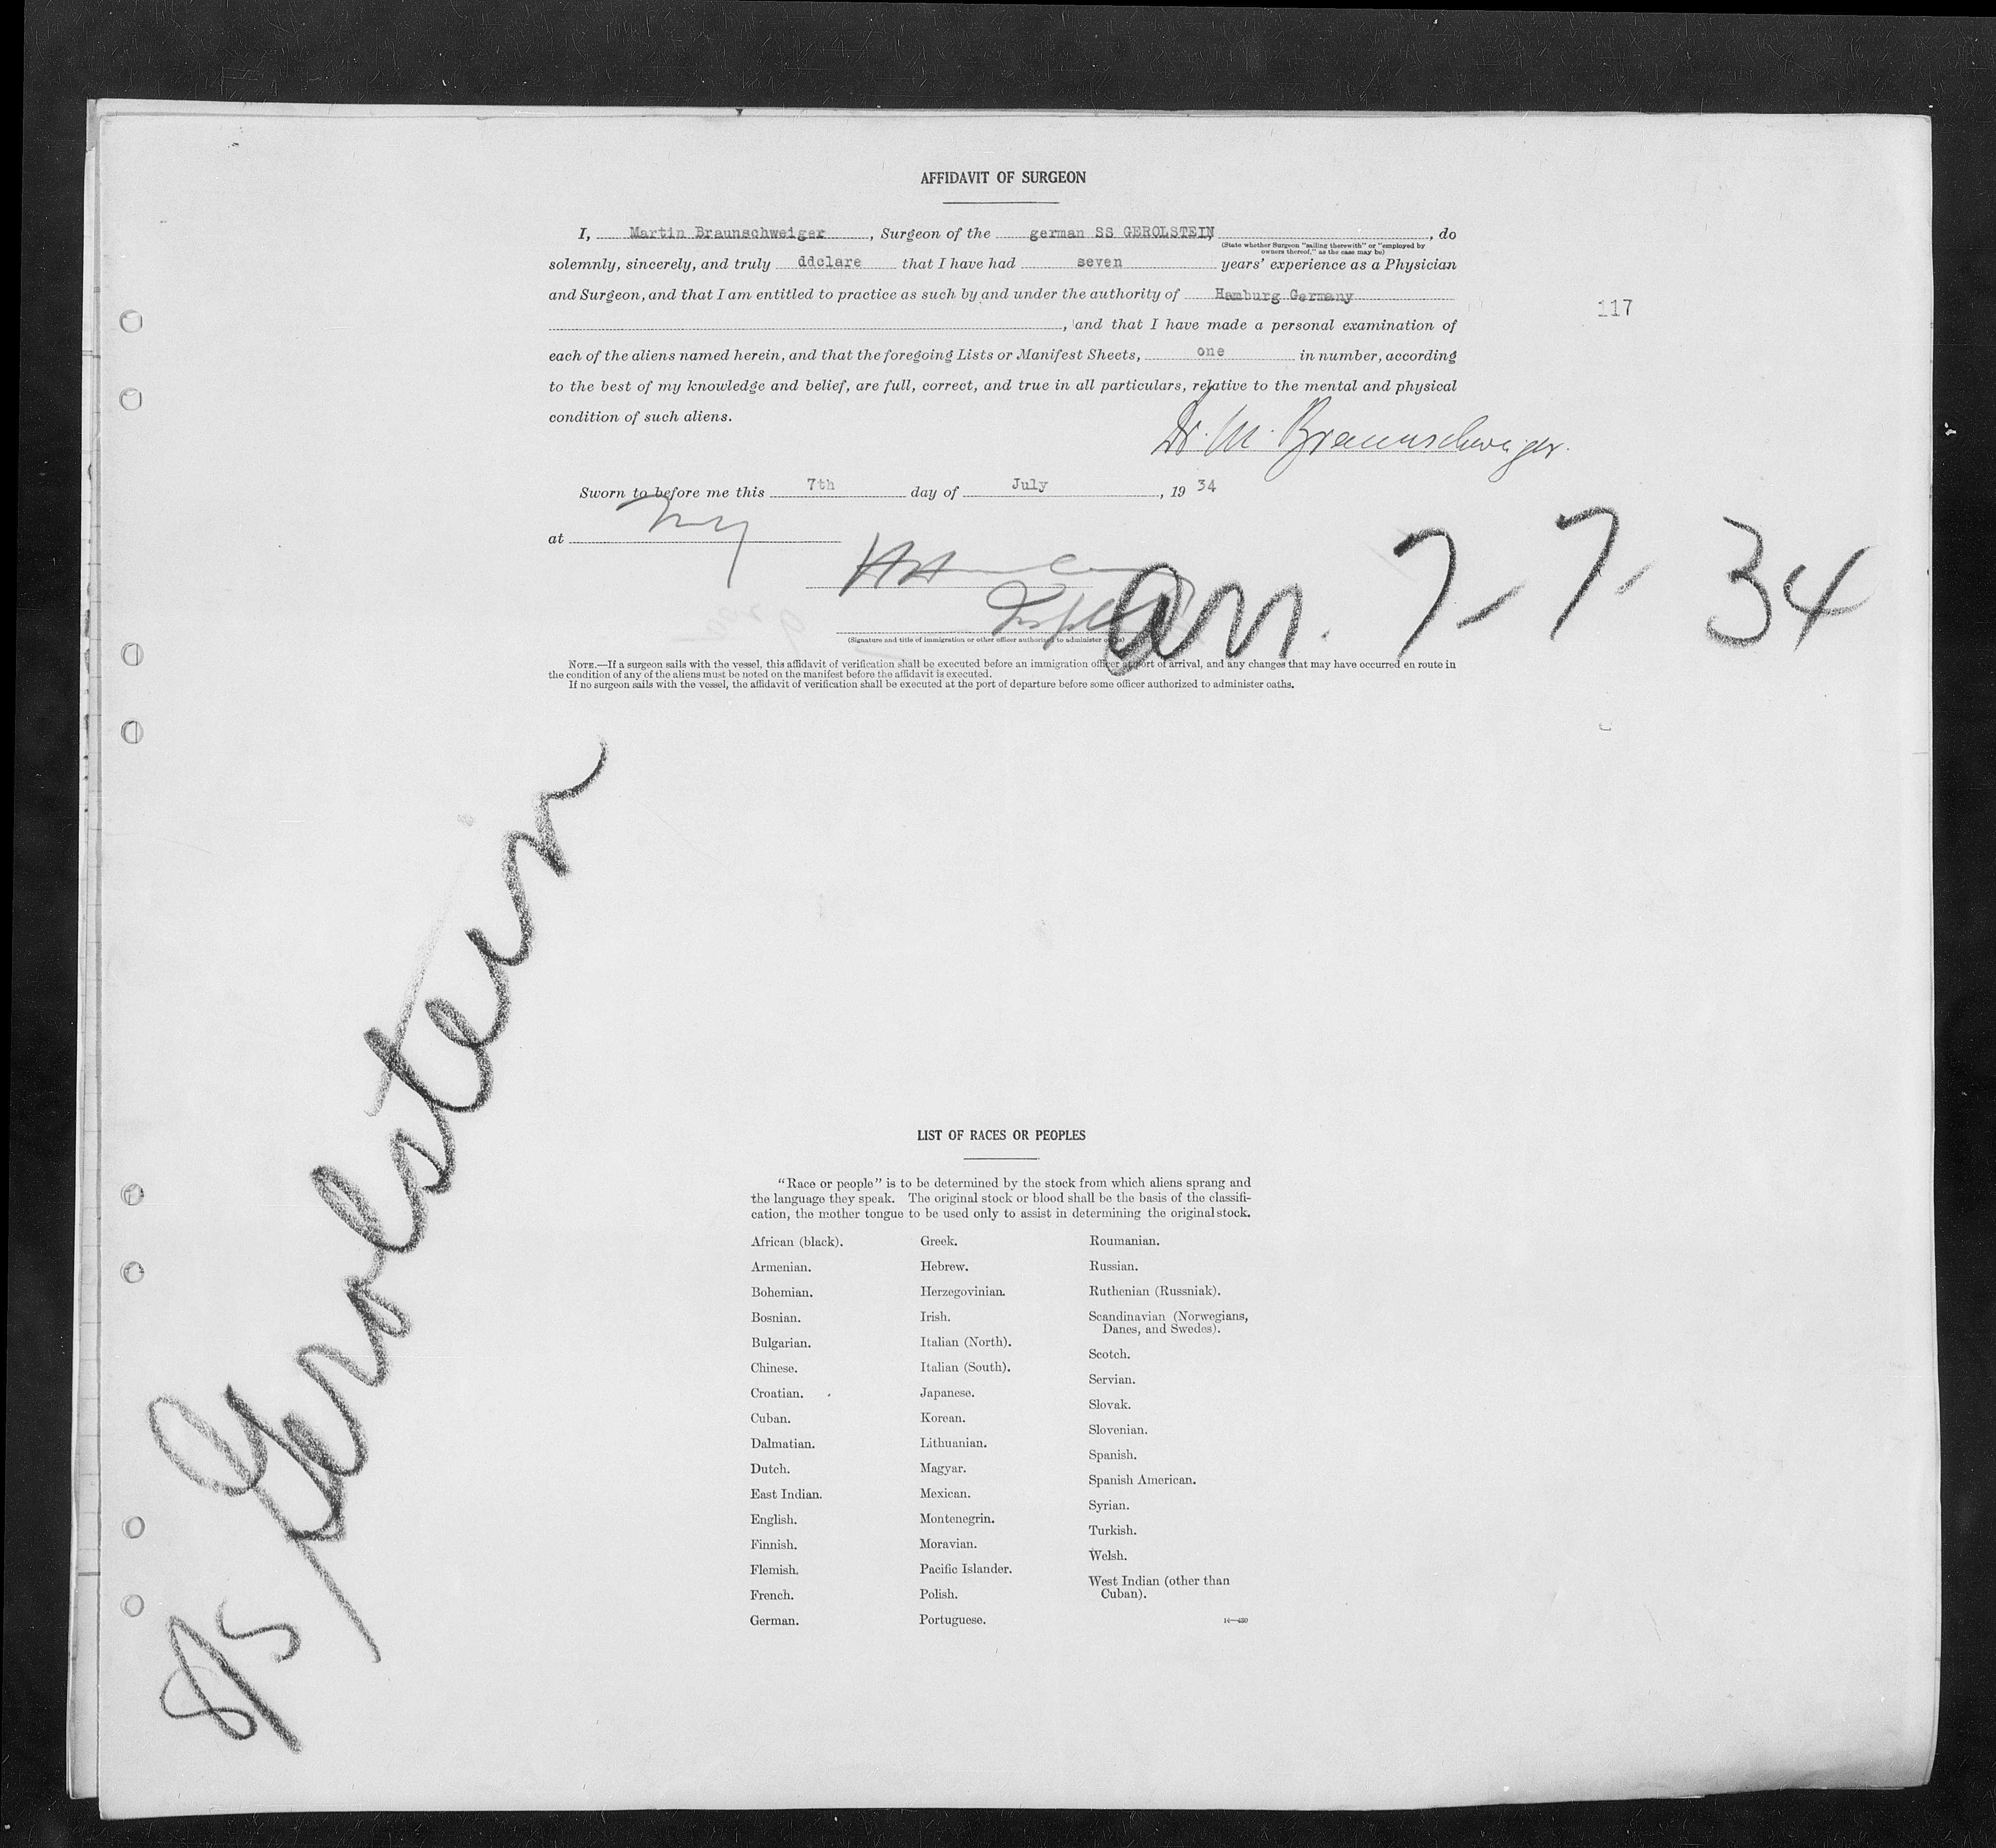 AFFIDAVIT OF SURGEON
I, Martin Braunschweiger, Surgeon of the german SS GEROLSTEIN, do
(State whether Surgeon "sailing therewith" or "employed by
owners thereof," as the case may be)
solemnly, sincerely, and truly ddclare that I have had seven years' experience as a Physician
and Surgeon, and that I am entitled to practice as such by and under the authority of Hamburg Germany
117
, and that I have made a personal examination of
each of the aliens named herein, and that the foregoing Lists or Manifest Sheets, one in number, according
to the best of my knowledge and belief, are full, correct, and true in all particulars, relative to the mental and physical
condition of such aliens.
Dr. M. Braunschweiger.
Sworn to before me this 7th day of July, 19 34
at NY
Arr. 7-7-34
(Signature and title of immigration or other officer authorized to administer oaths)
NOTE.—If a surgeon sails with the vessel, this affidavit of verification shall be executed before an immigration officer at port of arrival, and any changes that may have occurred en route in
the condition of any of the aliens must be noted on the manifest before the affidavit is executed.
If no surgeon sails with the vessel, the affidavit of verification shall be executed at the port of departure before some officer authorized to administer oaths.
S/S Gerolstein
LIST OF RACES OR PEOPLES
"Race or people" is to be determined by the stock from which aliens sprang and
the language they speak. The original stock or blood shall be the basis of the classifi-
cation, the mother tongue to be used only to assist in determining the original stock.
African (black).
Armenian.
Bohemian.
Bosnian.
Bulgarian.
Chinese.
Croatian.
Cuban.
Dalmatian.
Dutch.
East Indian.
English.
Finnish.
Flemish.
French.
German.
Greek.
Hebrew.
Herzegovinian.
Irish.
Italian (North).
Italian (South).
Japanese.
Korean.
Lithuanian.
Magyar.
Mexican.
Montenegrin.
Moravian.
Pacific Islander.
Polish.
Portuguese.
Roumanian.
Russian.
Ruthenian (Russniak).
Scandinavian (Norwegians,
Danes, and Swedes).
Scotch.
Servian.
Slovak.
Slovenian.
Spanish.
Spanish American.
Syrian.
Turkish.
Welsh.
West Indian (other than
Cuban).
14—430